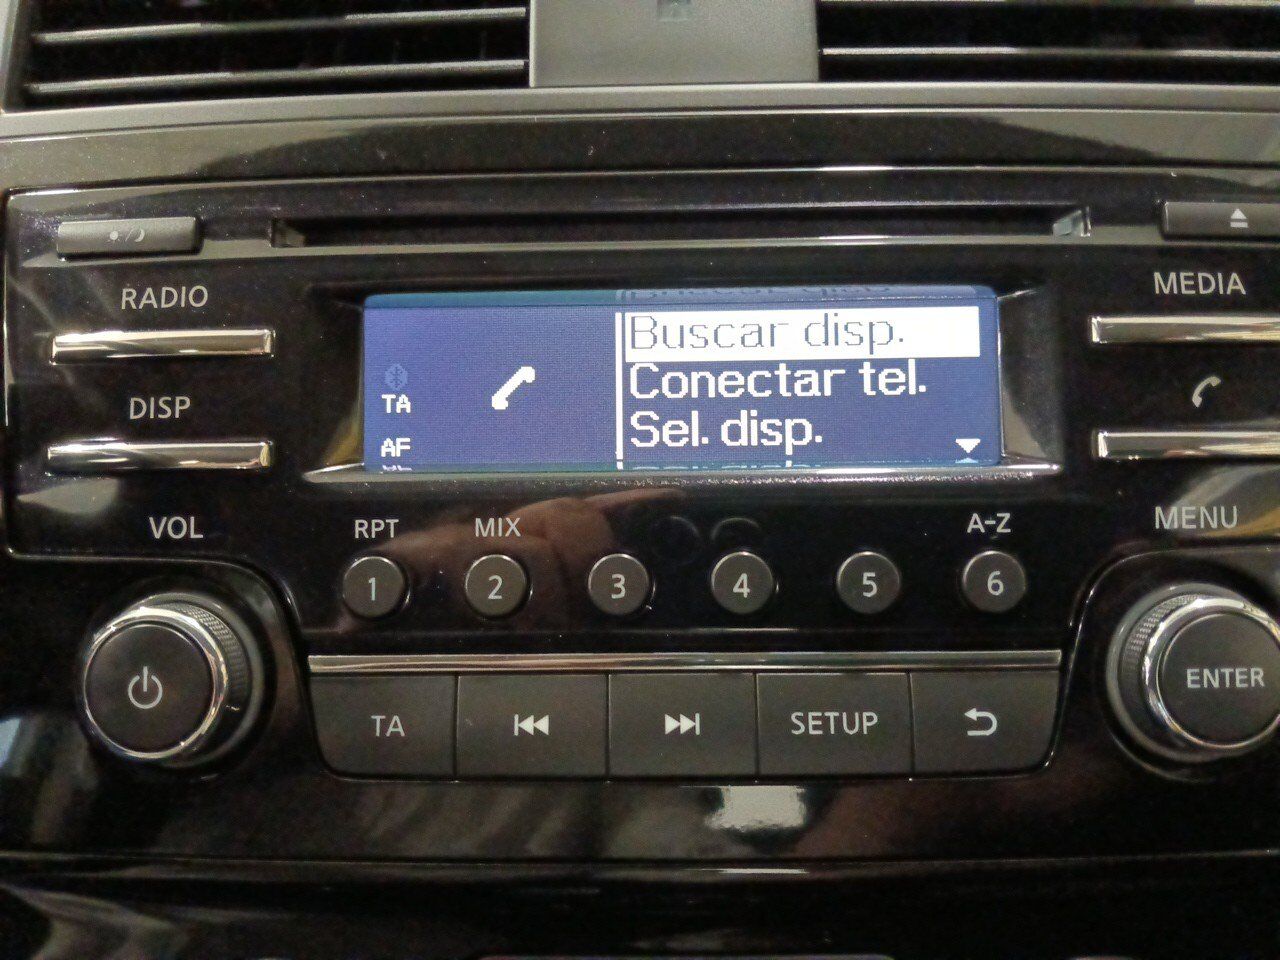 RADIO
MEDIA
Buscar disp.
Conectar tel.
Sel. disp.
TA
AF
DISP
VOL
RPT
MIX
A-Z
MENU
1
2
3
4
5
6
TA
SETUP
ENTER